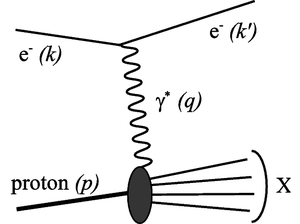 e⁻ (k)
e⁻ (k')
γ* (q)
proton (p)
X